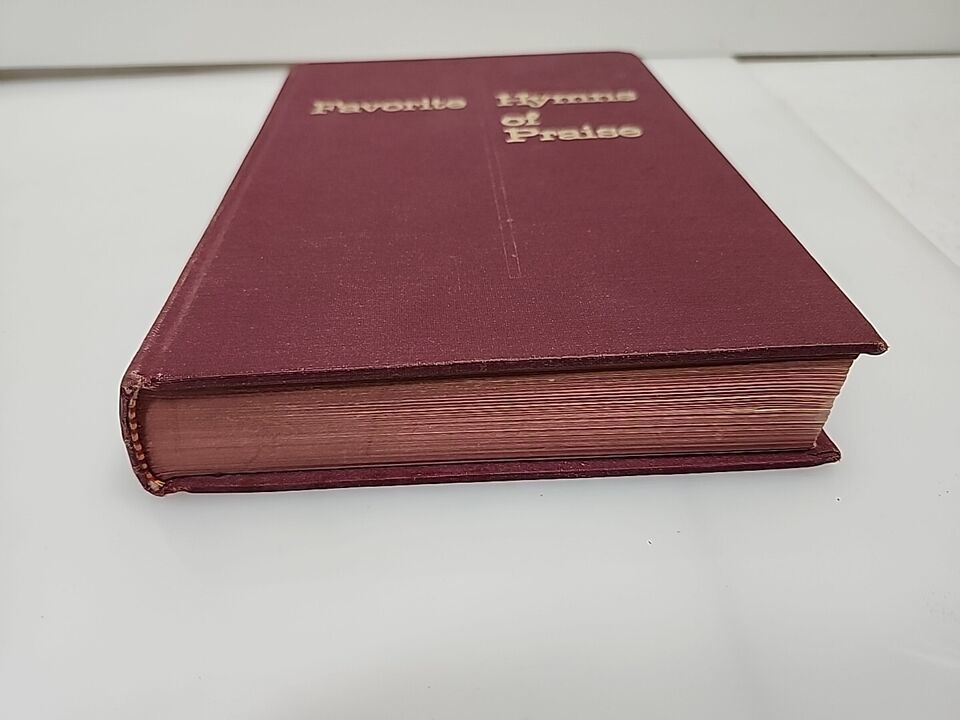 Favorite Hymns
of
Praise